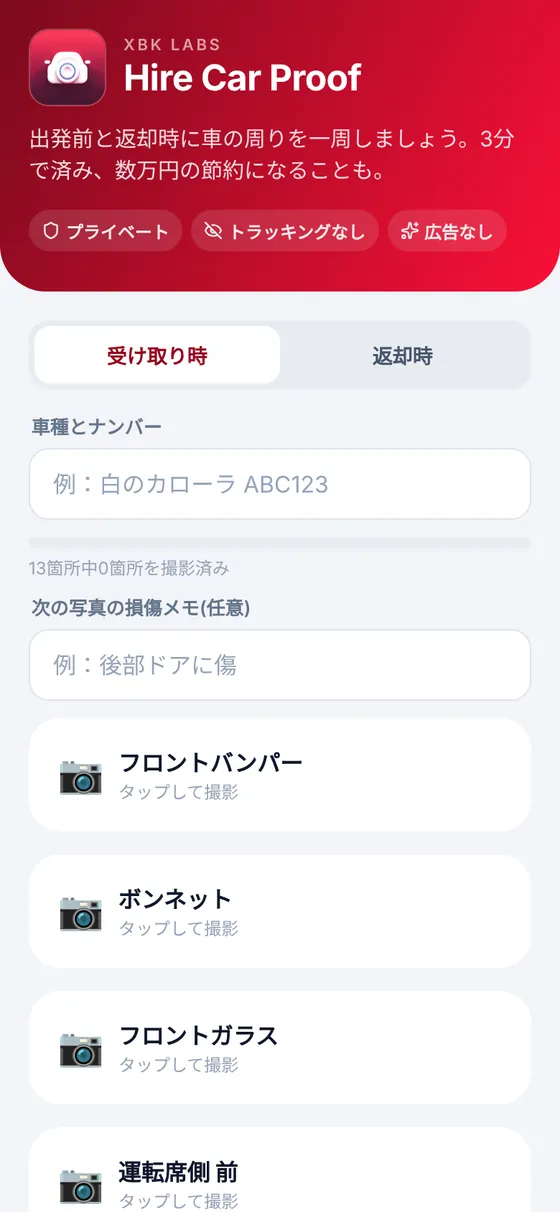 XBK LABS
Hire Car Proof
出発前と返却時に車の周りを一周しましょう。3分
で済み、数万円の節約になることも。
プライベート
トラッキングなし
広告なし
受け取り時
返却時
車種とナンバー
例：白のカローラ ABC123
13箇所中0箇所を撮影済み
次の写真の損傷メモ(任意)
例：後部ドアに傷
フロントバンパー
タップして撮影
ボンネット
タップして撮影
フロントガラス
タップして撮影
運転席側 前
タップして撮影